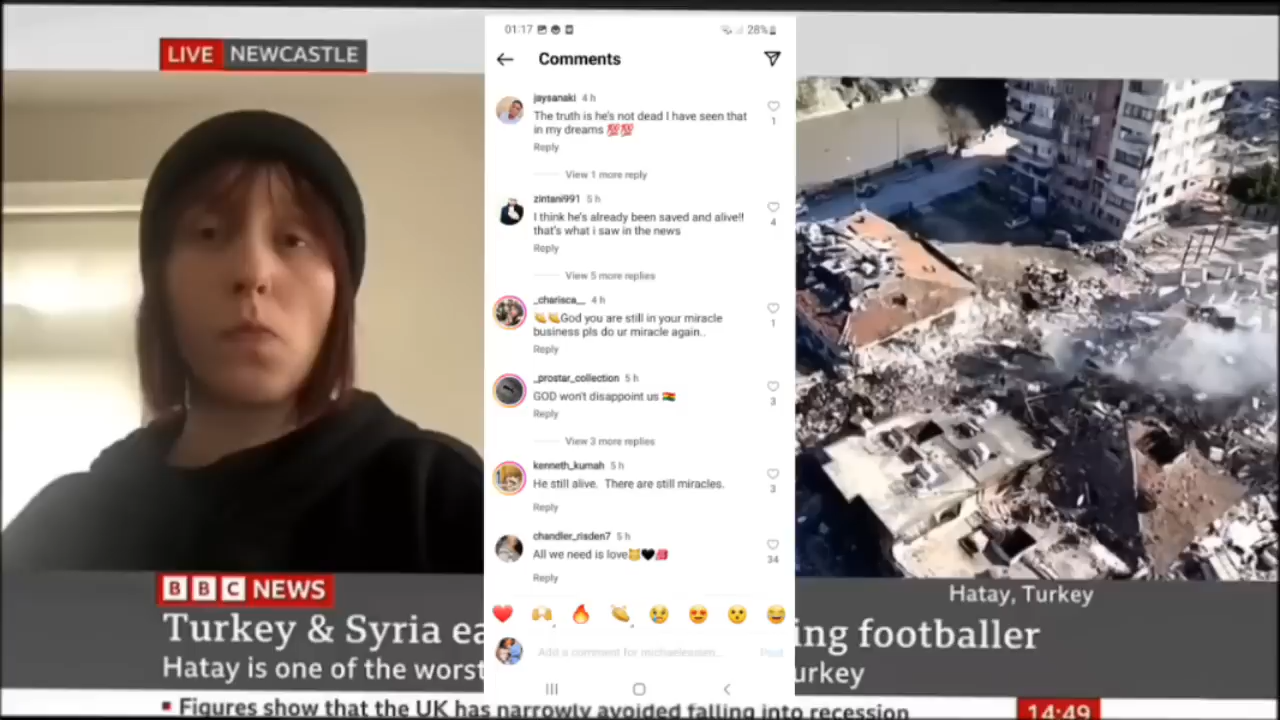 LIVE NEWCASTLE
01:17
28%
Comments
jaysanaki 4 h
The truth is he's not dead I have seen that
in my dreams 💯💯
1
Reply
View 1 more reply
zintani991 5 h
I think he's already been saved and alive!!
that's what i saw in the news
4
Reply
View 5 more replies
_charisca__ 4 h
👏👏God you are still in your miracle
business pls do ur miracle again..
1
Reply
_prostar_collection 5 h
GOD won't disappoint us 🇬🇭
3
Reply
View 3 more replies
kenneth_kumah 5 h
He still alive. There are still miracles.
3
Reply
chandler_risden7 5 h
All we need is love
34
Reply
Add a comment for michaelessien...
Post
BBC NEWS
Hatay, Turkey
Turkey & Syria ea
ing footballer
Hatay is one of the worst
urkey
Figures show that the UK has narrowly avoided falling into recession
14:49